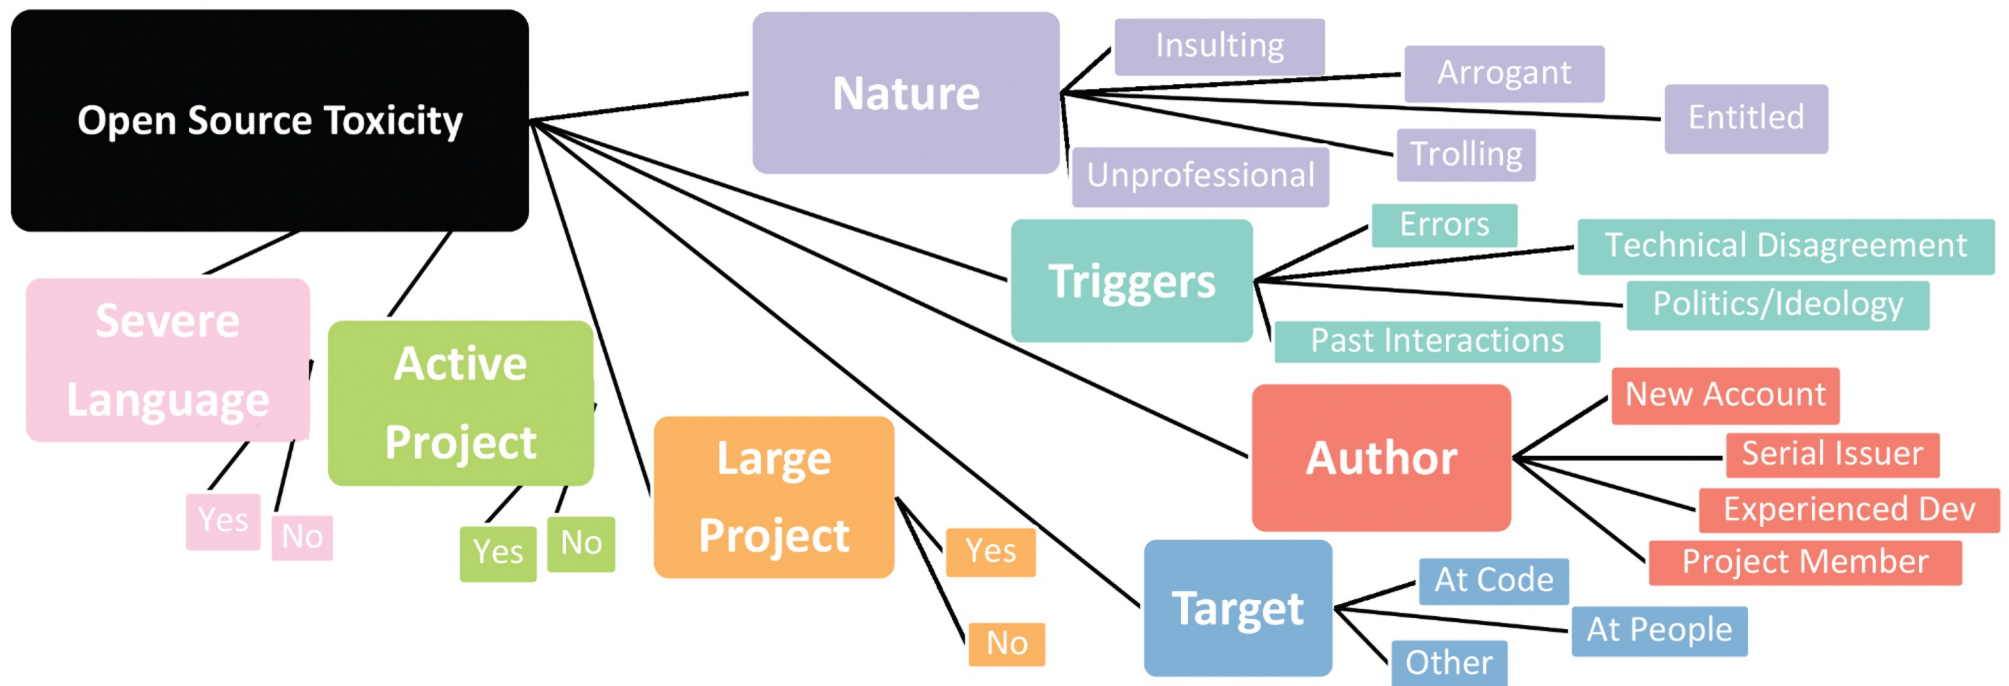 Open Source Toxicity
Nature
Insulting
Arrogant
Entitled
Trolling
Unprofessional
Triggers
Errors
Technical Disagreement
Politics/Ideology
Past Interactions
Author
New Account
Serial Issuer
Experienced Dev
Project Member
Target
At Code
At People
Other
Large
Project
Yes
No
Active
Project
Yes
No
Severe
Language
Yes
No